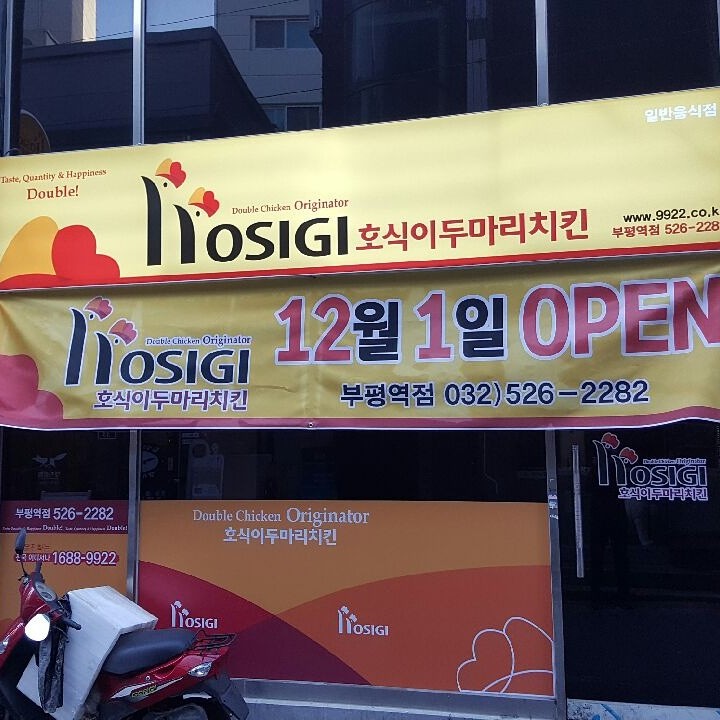 일반음식점
Taste, Quantity & Happiness
Double!
Double Chicken Originator
HOSIGI 호식이두마리치킨
www.9922.co.k
부평역점 526-228
Double Chicken Originator
HOSIGI
호식이두마리치킨
12월 1일 OPEN
부평역점 032)526-2282
Double Chicken Originator
HOSIGI
호식이두마리치킨
부평역점 526-2282
Double!
Double!
1688-9922
Double Chicken Originator
호식이두마리치킨
HOSIGI
HOSIGI